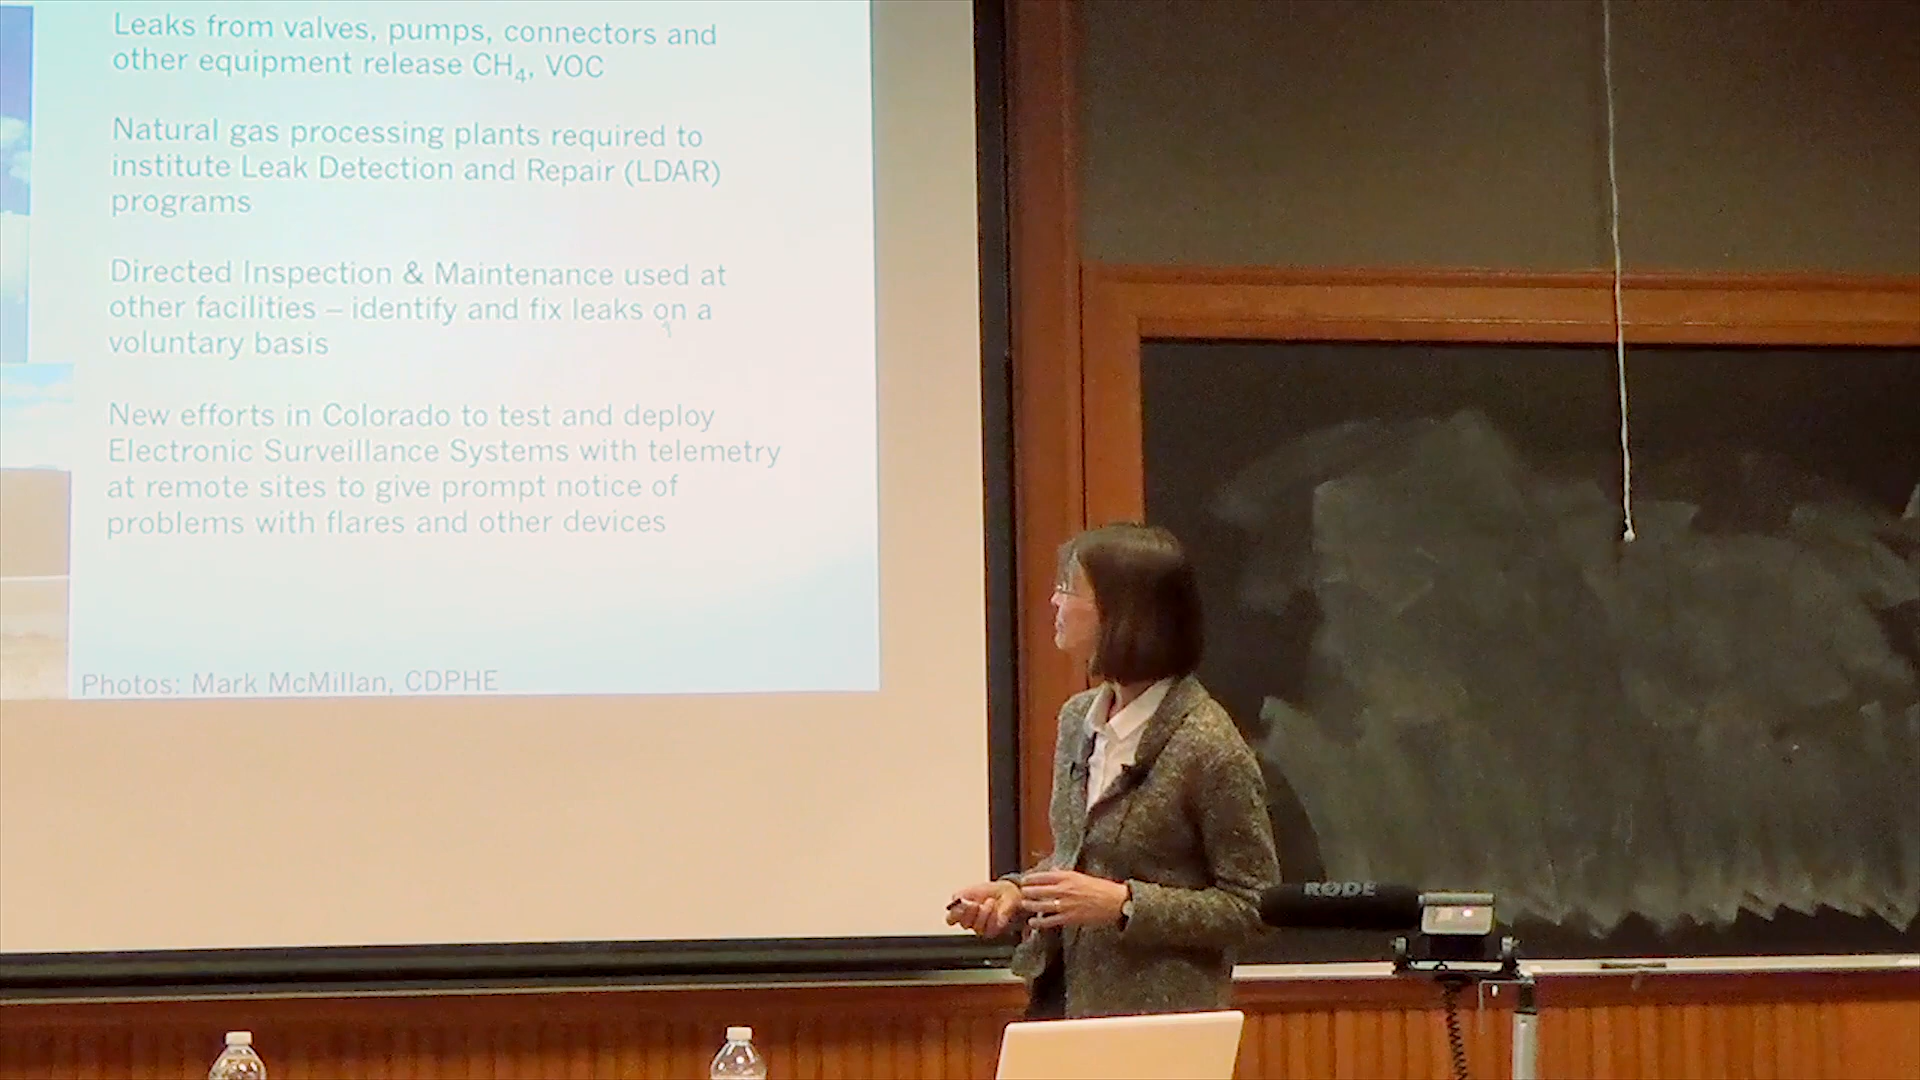 Leaks from valves, pumps, connectors and
other equipment release CH₄, VOC
Natural gas processing plants required to
institute Leak Detection and Repair (LDAR)
programs
Directed Inspection & Maintenance used at
other facilities – identify and fix leaks on a
voluntary basis
New efforts in Colorado to test and deploy
Electronic Surveillance Systems with telemetry
at remote sites to give prompt notice of
problems with flares and other devices
Photos: Mark McMillan, CDPHE
RØDE